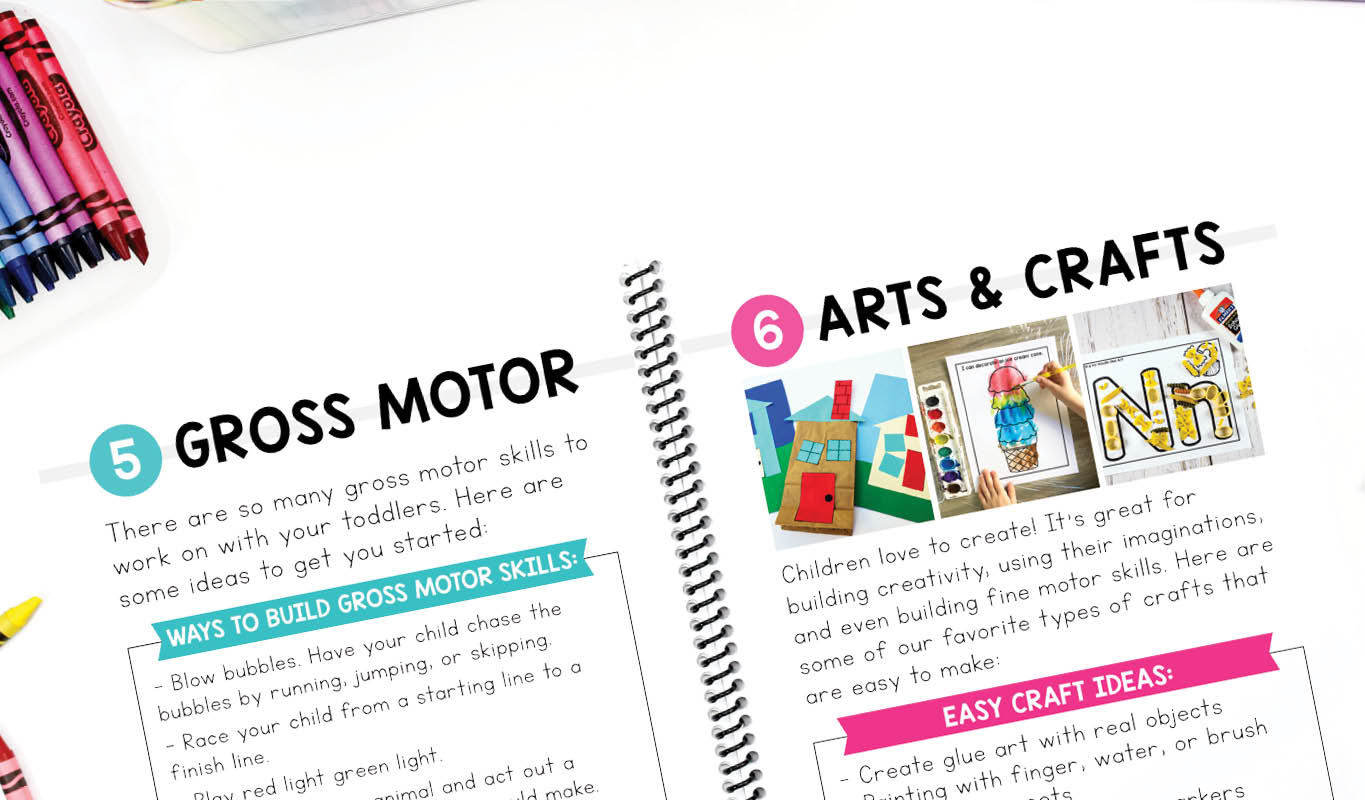 Crayola
Crayola
Crayola.com
5 GROSS MOTOR
There are so many gross motor skills to
work on with your toddlers. Here are
some ideas to get you started:
WAYS TO BUILD GROSS MOTOR SKILLS:
- Blow bubbles. Have your child chase the
bubbles by running, jumping, or skipping.
- Race your child from a starting line to a
finish line.
- Play red light green light.
animal and act out a
make.
6 ARTS & CRAFTS
I can decorate an ice cream cone.
ELMER'S
Nn
Children love to create! It's great for
building creativity, using their imaginations,
and even building fine motor skills. Here are
some of our favorite types of crafts that
are easy to make:
EASY CRAFT IDEAS:
- Create glue art with real objects
- Painting with finger, water, or brush